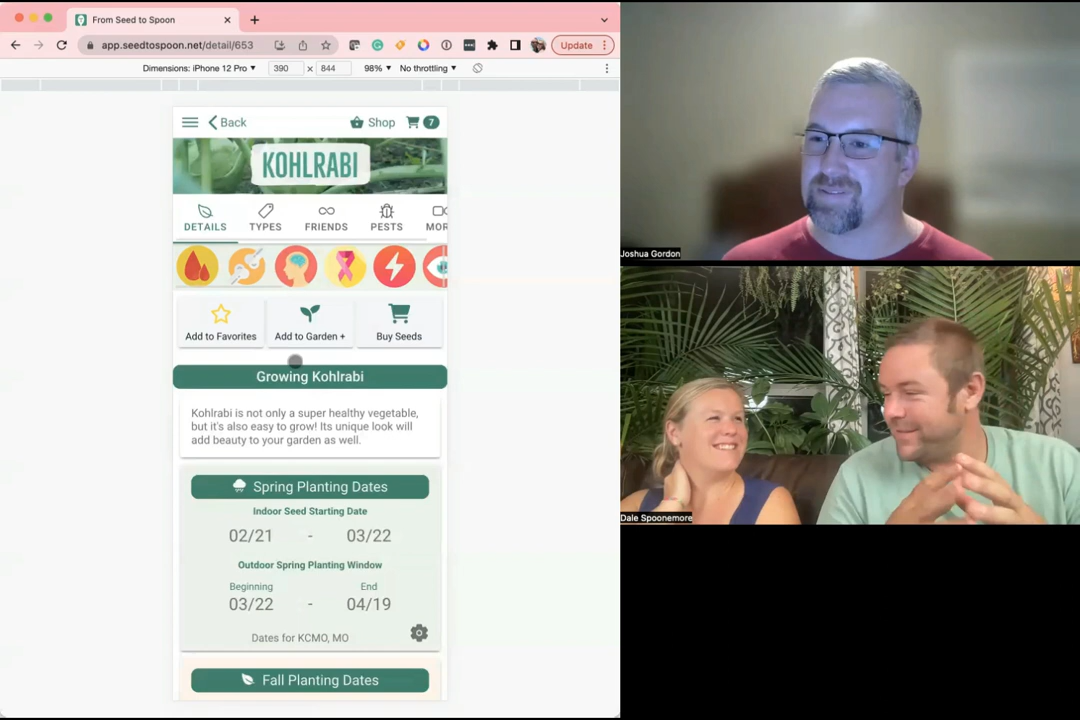 From Seed to Spoon
app.seedtospoon.net/detail/653
Update
Dimensions: iPhone 12 Pro
390 x 844
98%
No throttling
Back
Shop
7
KOHLRABI
DETAILS
TYPES
FRIENDS
PESTS
MOR
Add to Favorites
Add to Garden +
Buy Seeds
Growing Kohlrabi
Kohlrabi is not only a super healthy vegetable,
but it's also easy to grow! Its unique look will
add beauty to your garden as well.
Spring Planting Dates
Indoor Seed Starting Date
02/21 - 03/22
Outdoor Spring Planting Window
Beginning End
03/22 - 04/19
Dates for KCMO, MO
Fall Planting Dates
Joshua Gordon
Dale Spoonemore